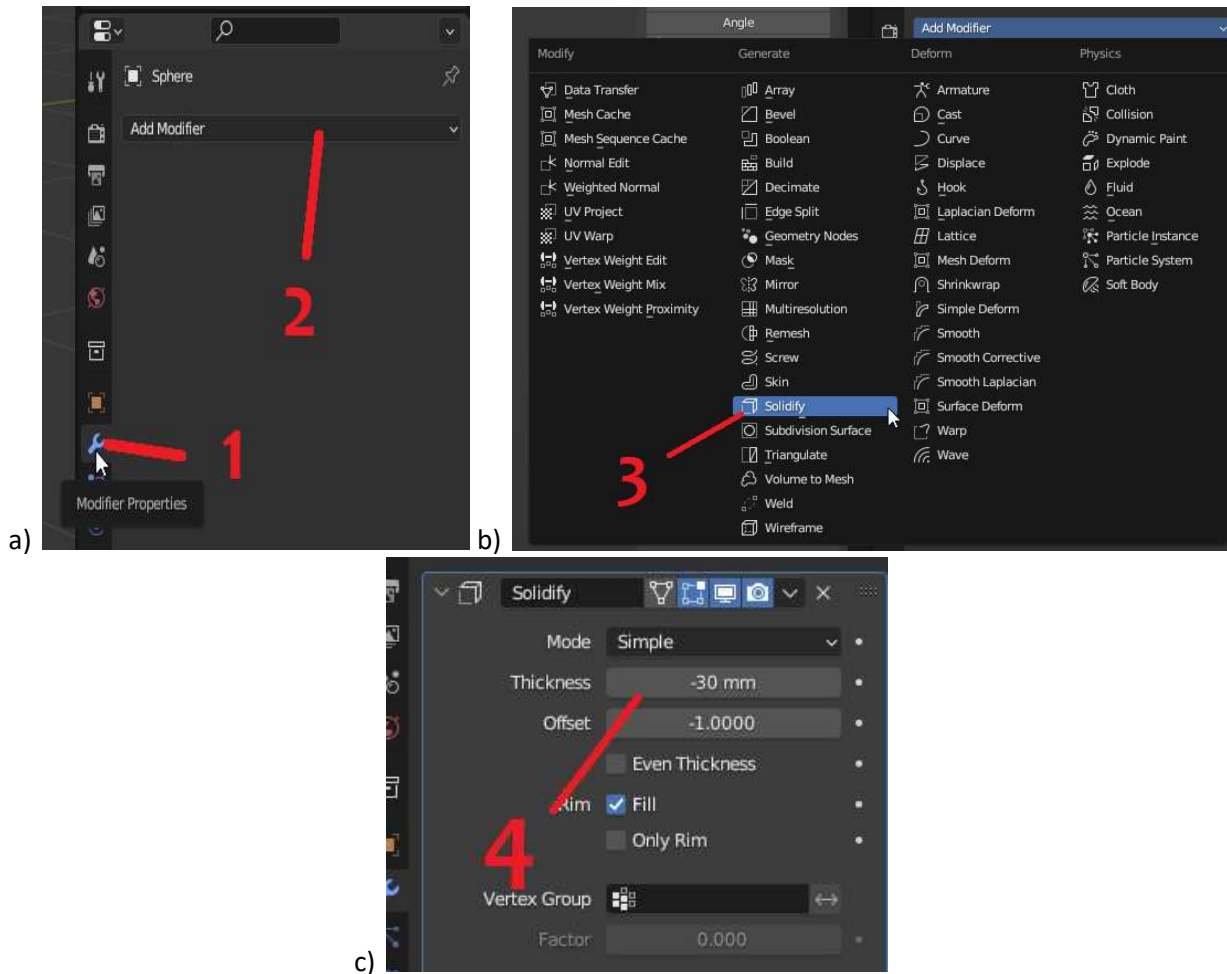 Sphere
Add Modifier
2
1
Modifier Properties
a)
Angle
Add Modifier
Modify Generate Deform Physics
Data Transfer Array Armature Cloth
Mesh Cache Bevel Cast Collision
Mesh Sequence Cache Boolean Curve Dynamic Paint
Normal Edit Build Displace Explode
Weighted Normal Decimate Hook Fluid
UV Project Edge Split Laplacian Deform Ocean
UV Warp Geometry Nodes Lattice Particle Instance
Vertex Weight Edit Mask Mesh Deform Particle System
Vertex Weight Mix Mirror Shrinkwrap Soft Body
Vertex Weight Proximity Multiresolution Simple Deform
Remesh Smooth
Screw Smooth Corrective
Skin Smooth Laplacian
Solidify Surface Deform
Subdivision Surface Warp
3 Triangulate Wave
Volume to Mesh
Weld
Wireframe
b)
Solidify
Mode Simple
Thickness -30 mm
Offset -1.0000
Even Thickness
Rim Fill
4 Only Rim
Vertex Group
Factor 0.000
c)